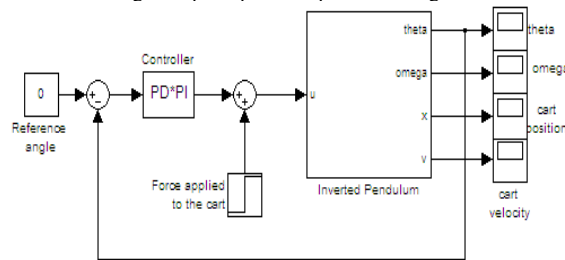 Controller
0
PD*PI
Reference
angle
Force applied
to the cart
u
theta
omega
x
v
Inverted Pendulum
theta
omega
cart
position
cart
velocity